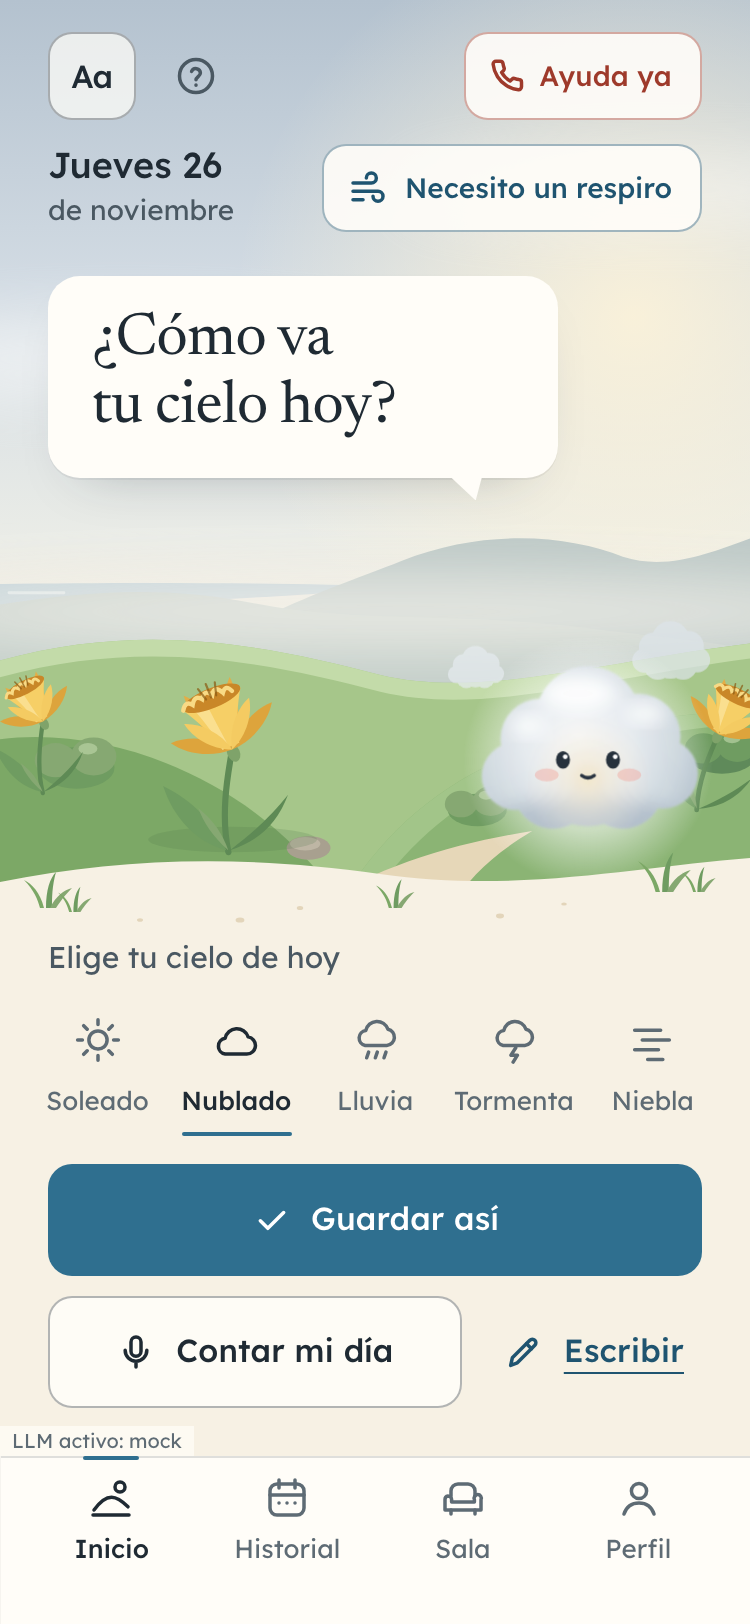 Aa
Ayuda ya
Jueves 26
de noviembre
Necesito un respiro
¿Cómo va
tu cielo hoy?
Elige tu cielo de hoy
Soleado Nublado Lluvia Tormenta Niebla
Guardar así
Contar mi día
Escribir
LLM activo: mock
Inicio Historial Sala Perfil